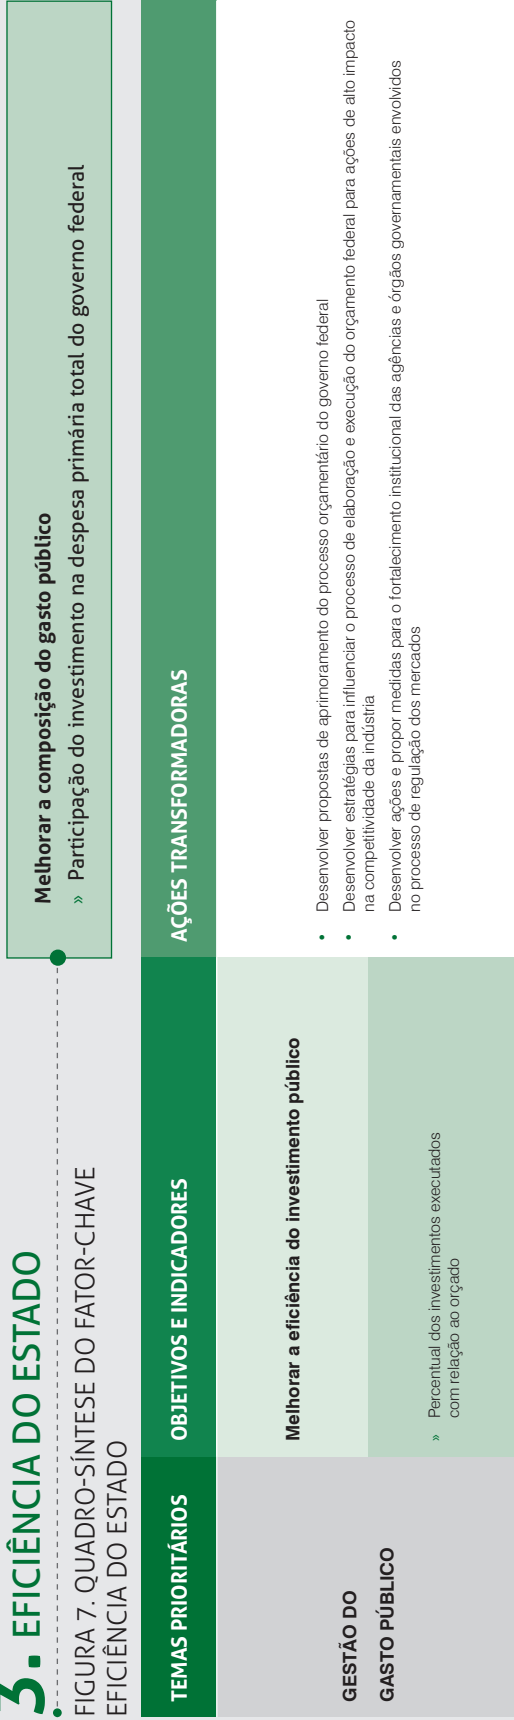 3. EFICIÊNCIA DO ESTADO
FIGURA 7. QUADRO-SÍNTESE DO FATOR-CHAVE
EFICIÊNCIA DO ESTADO
Melhorar a composição do gasto público
» Participação do investimento na despesa primária total do governo federal
TEMAS PRIORITÁRIOS
OBJETIVOS E INDICADORES
AÇÕES TRANSFORMADORAS
GESTÃO DO
GASTO PÚBLICO
Melhorar a eficiência do investimento público
» Percentual dos investimentos executados
com relação ao orçado
• Desenvolver propostas de aprimoramento do processo orçamentário do governo federal
• Desenvolver estratégias para influenciar o processo de elaboração e execução do orçamento federal para ações de alto impacto
na competitividade da indústria
• Desenvolver ações e propor medidas para o fortalecimento institucional das agências e órgãos governamentais envolvidos
no processo de regulação dos mercados